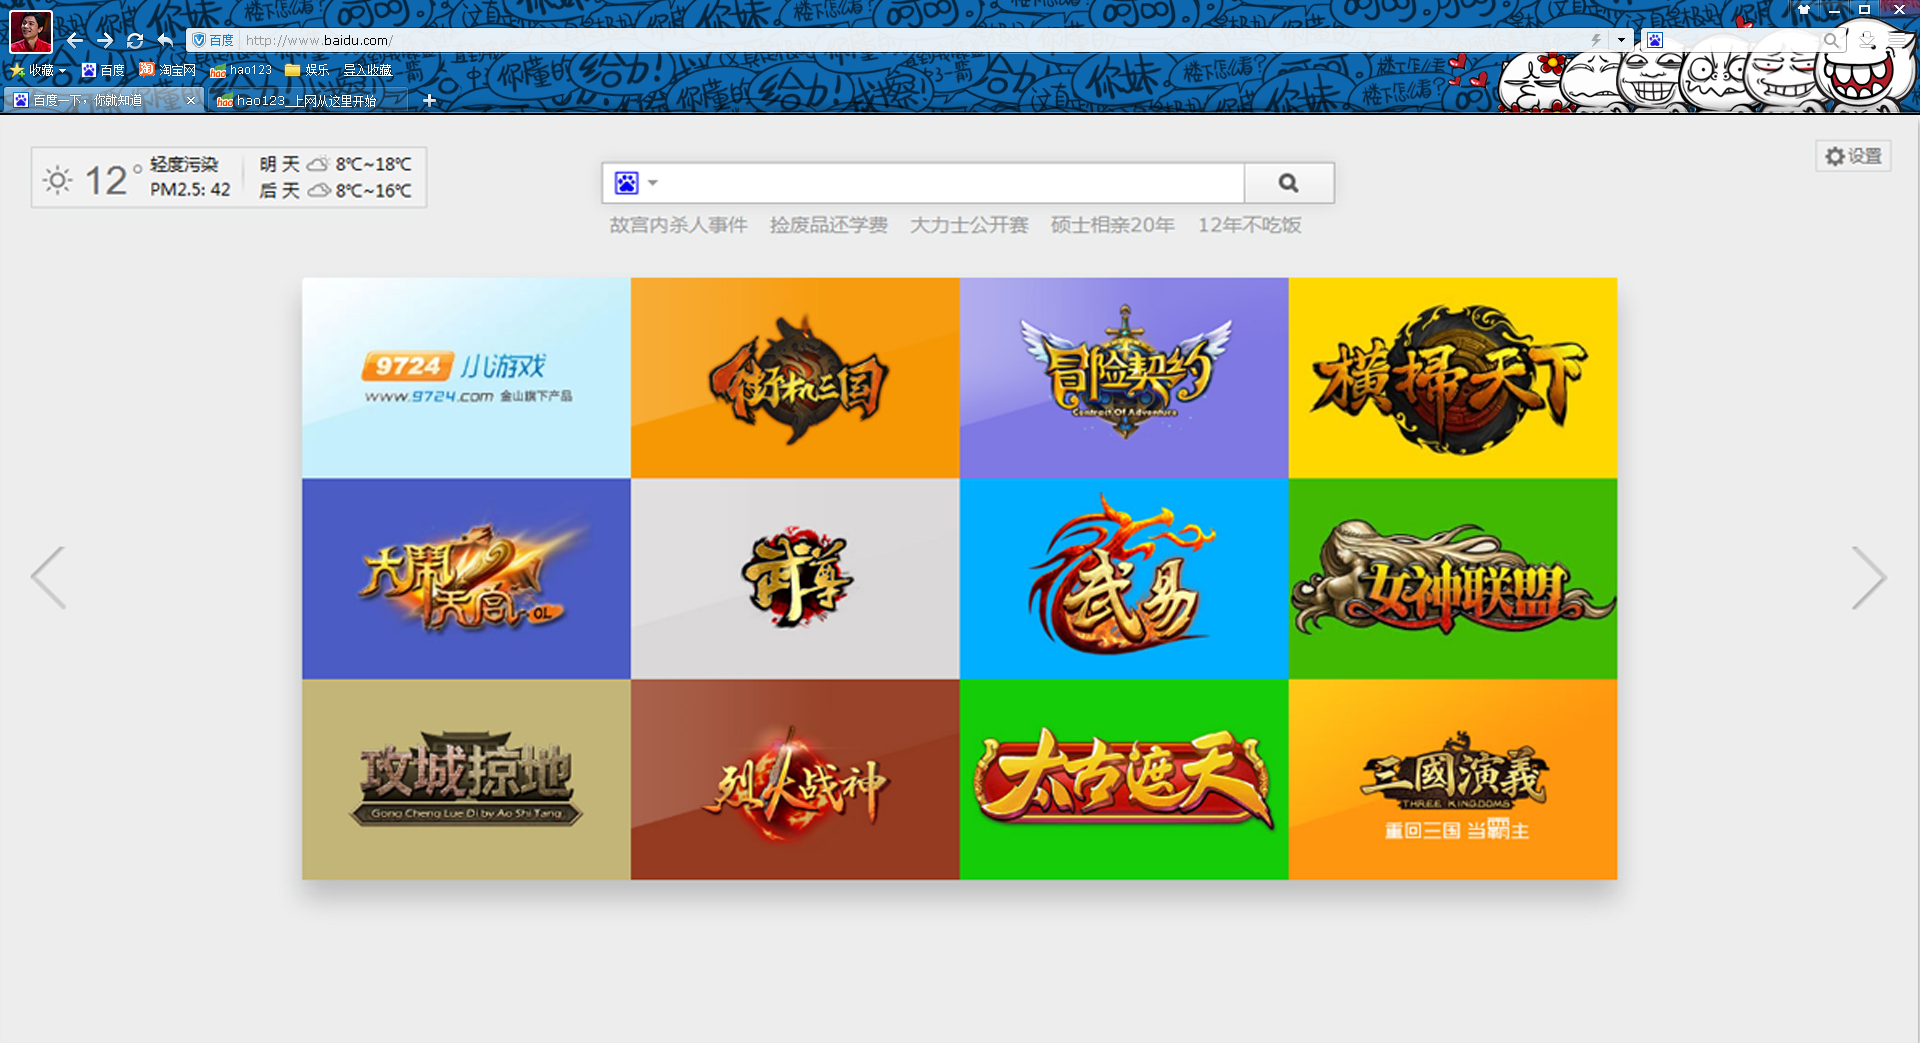 百度 http://www.baidu.com/
收藏 百度 淘宝网 hao123 娱乐 导入收藏
百度一下，你就知道 hao123_上网从这里开始
12° 轻度污染 明 天 8℃~18℃
PM2.5: 42 后 天 8℃~16℃
设置
故宫内杀人事件 捡废品还学费 大力士公开赛 硕士相亲20年 12年不吃饭
9724 小游戏
www.9724.com 金山旗下产品
街机三国
冒险契约
Contract Of Adventure
横掃天下
大鬧天宫 OL
武尊
武易
女神联盟
攻城掠地
Gong Cheng Lue Di by Ao Shi Tang
烈火战神
太古遮天
三國演義
THREE KINGDOMS
重回三国 当霸主